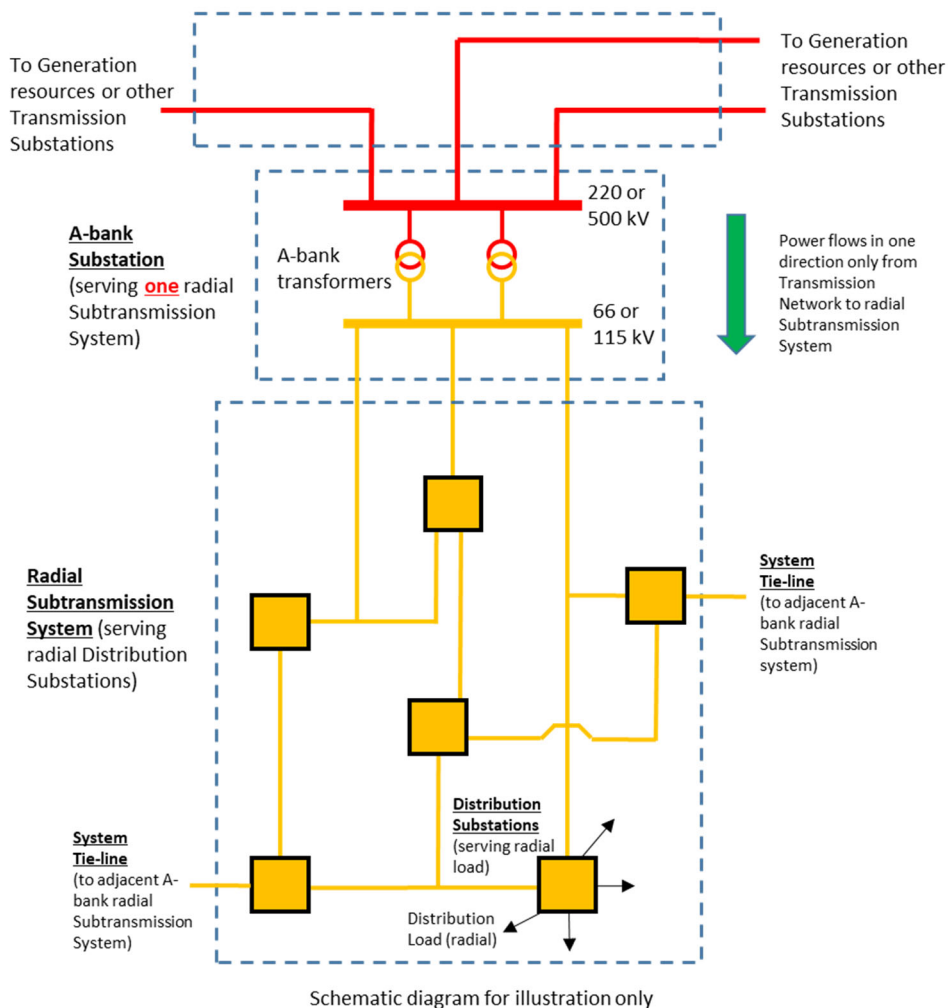 To Generation
resources or other
Transmission
Substations
To Generation
resources or other
Transmission
Substations
220 or
500 kV
A-bank
Substation
(serving one radial
Subtransmission
System)
A-bank
transformers
66 or
115 kV
Power flows in one
direction only from
Transmission
Network to radial
Subtransmission
System
Radial
Subtransmission
System (serving
radial Distribution
Substations)
System
Tie-line
(to adjacent A-
bank radial
Subtransmission
system)
Distribution
Substations
(serving radial
load)
System
Tie-line
(to adjacent A-
bank radial
Subtransmission
System)
Distribution
Load (radial)
Schematic diagram for illustration only